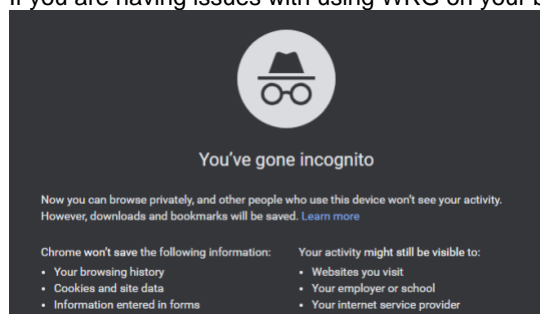 If you are having issues with using WRG on your
You've gone incognito
Now you can browse privately, and other people who use this device won't see your activity.
However, downloads and bookmarks will be saved. Learn more
Chrome won't save the following information:
• Your browsing history
• Cookies and site data
• Information entered in forms
Your activity might still be visible to:
• Websites you visit
• Your employer or school
• Your internet service provider